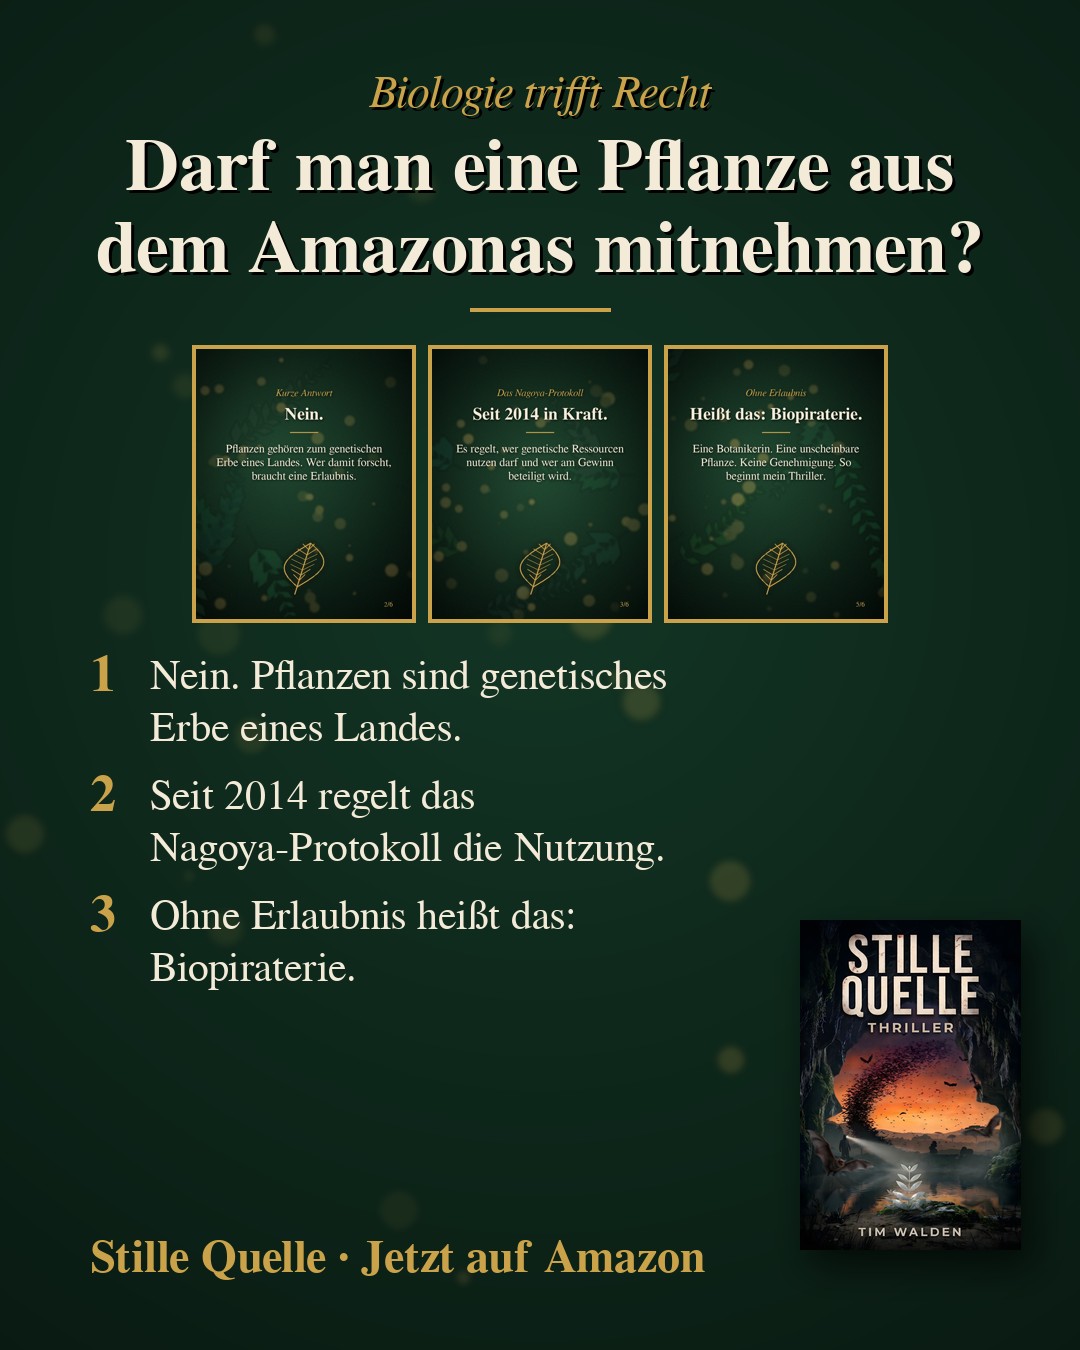 Biologie trifft Recht
Darf man eine Pflanze aus
dem Amazonas mitnehmen?
Kurze Antwort
Nein.
Pflanzen gehören zum genetischen
Erbe eines Landes. Wer damit forscht,
braucht eine Erlaubnis.
2/6
Das Nagoya-Protokoll
Seit 2014 in Kraft.
Es regelt, wer genetische Ressourcen
nutzen darf und wer am Gewinn
beteiligt wird.
3/6
Ohne Erlaubnis
Heißt das: Biopiraterie.
Eine Botanikerin. Eine unscheinbare
Pflanze. Keine Genehmigung. So
beginnt mein Thriller.
5/6
1 Nein. Pflanzen sind genetisches
Erbe eines Landes.
2 Seit 2014 regelt das
Nagoya-Protokoll die Nutzung.
3 Ohne Erlaubnis heißt das:
Biopiraterie.
STILLE
QUELLE
THRILLER
TIM WALDEN
Stille Quelle · Jetzt auf Amazon